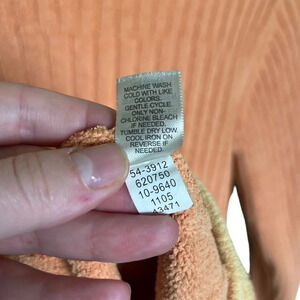 MACHINE WASH
COLD WITH LIKE
COLORS.
GENTLE CYCLE.
ONLY NON-
CHLORINE BLEACH
IF NEEDED.
TUMBLE DRY LOW.
COOL IRON ON
REVERSE IF
NEEDED.
54-3912
620750
10-9640
1105
43471